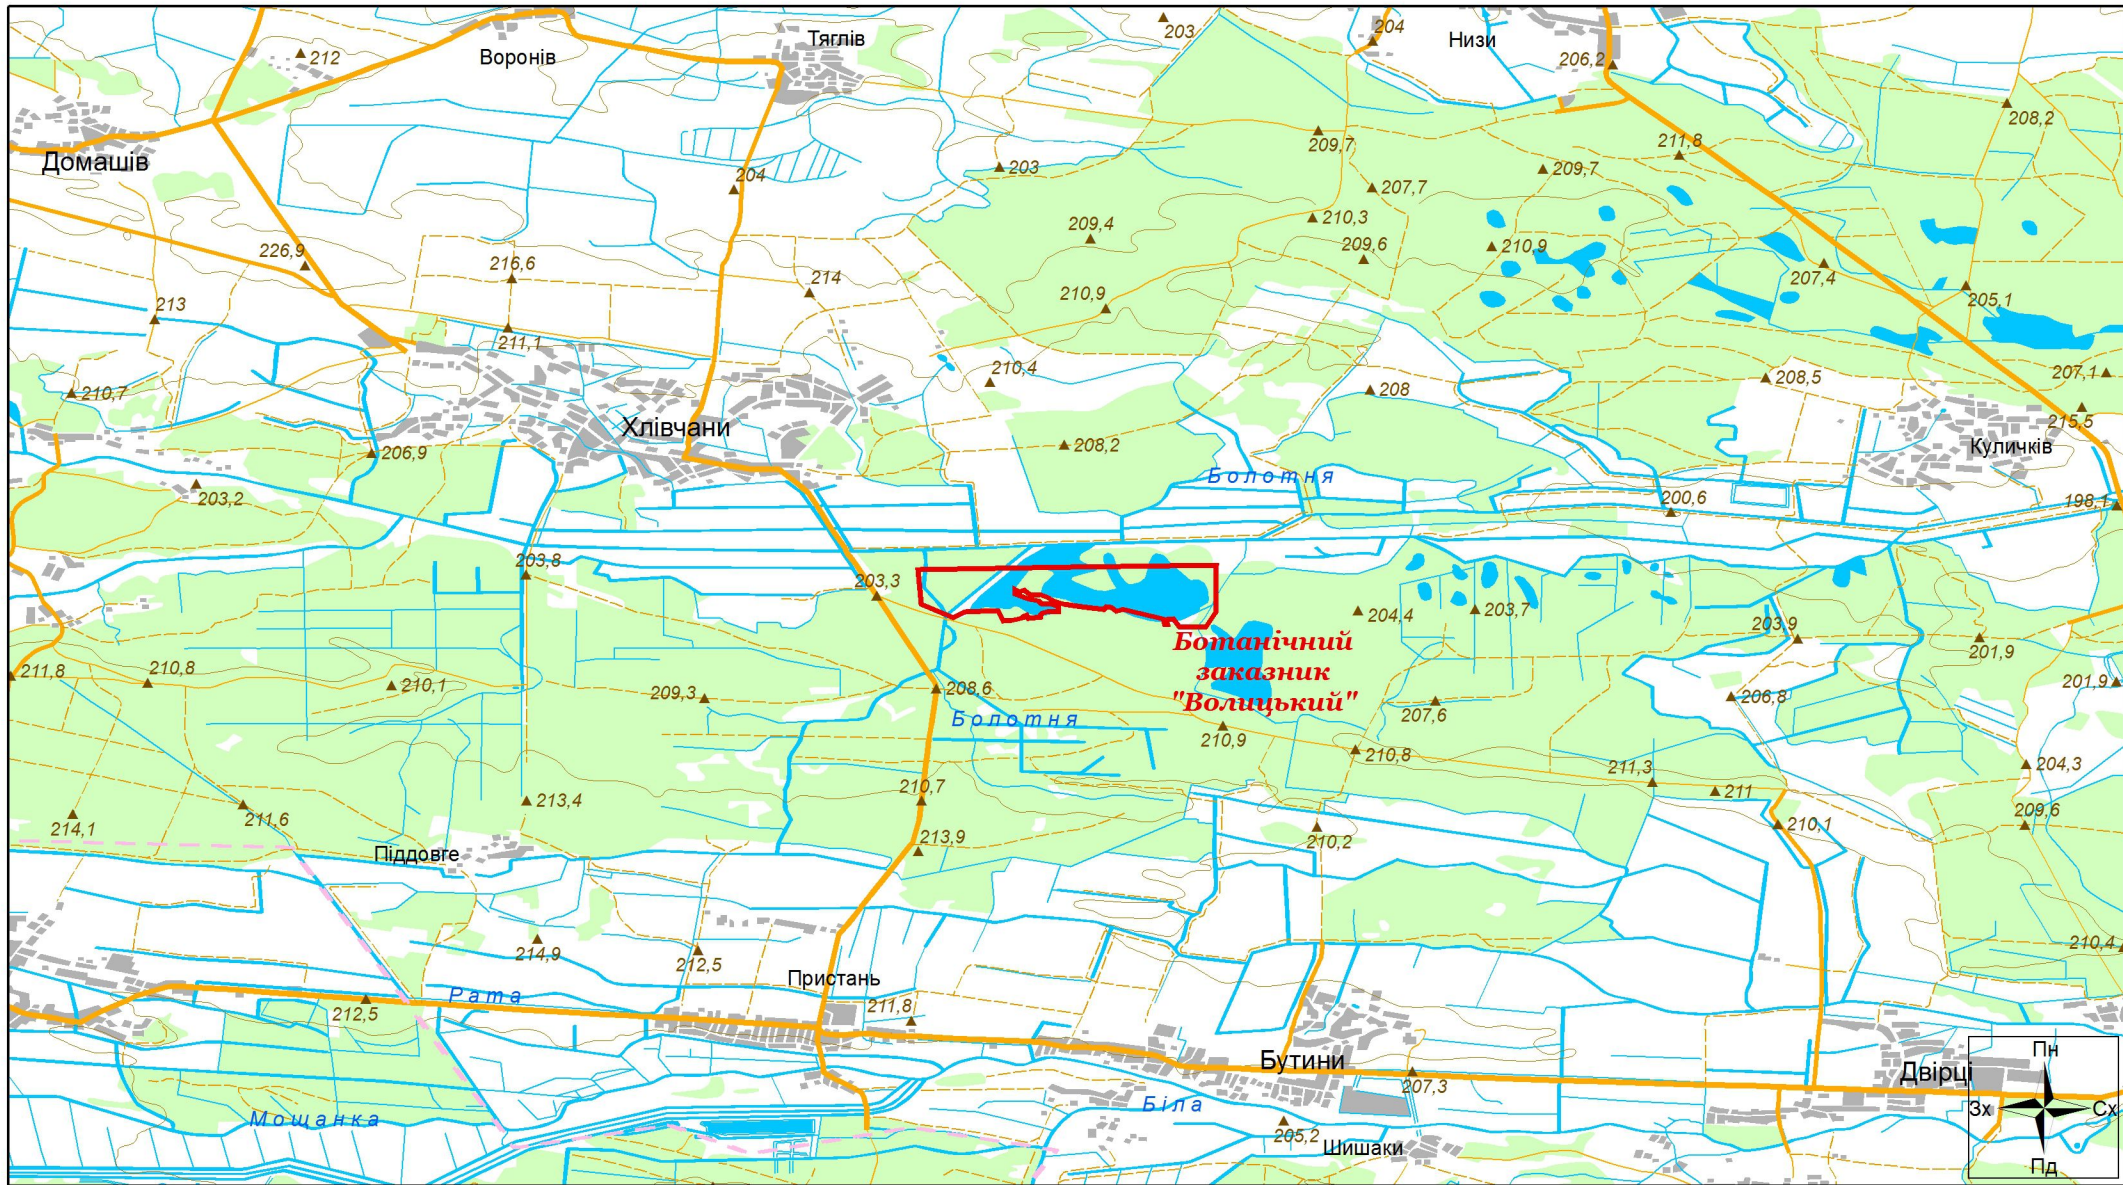 203
204
Низи
Тяглів
212
Воронів
206,2
208,2
209,7
211,8
Домашів
203
209,7
204
207,7
210,3
209,4
209,6
210,9
226,9
216,6
207,4
214
205,1
210,9
213
211,1
207,1
210,4
208,5
210,7
208
215,5
Хлівчани
208,2
Куличків
206,9
Болотня
203,2
200,6
198,1
203,8
203,3
204,4
203,7
203,9
Ботанічний
заказник
"Волицький"
201,9
211,8
210,8
210,1
209,3
208,6
201,9
206,8
207,6
Болотня
210,9
210,8
204,3
211,3
211
213,4
210,7
209,6
214,1
211,6
210,1
213,9
210,2
Піддовге
214,9
212,5
210,4
Пристань
Рата
212,5
211,8
Пн
Бутини
Двірці
207,3
Зх
Сх
Мощанка
Біла
205,2
Шишаки
Пд